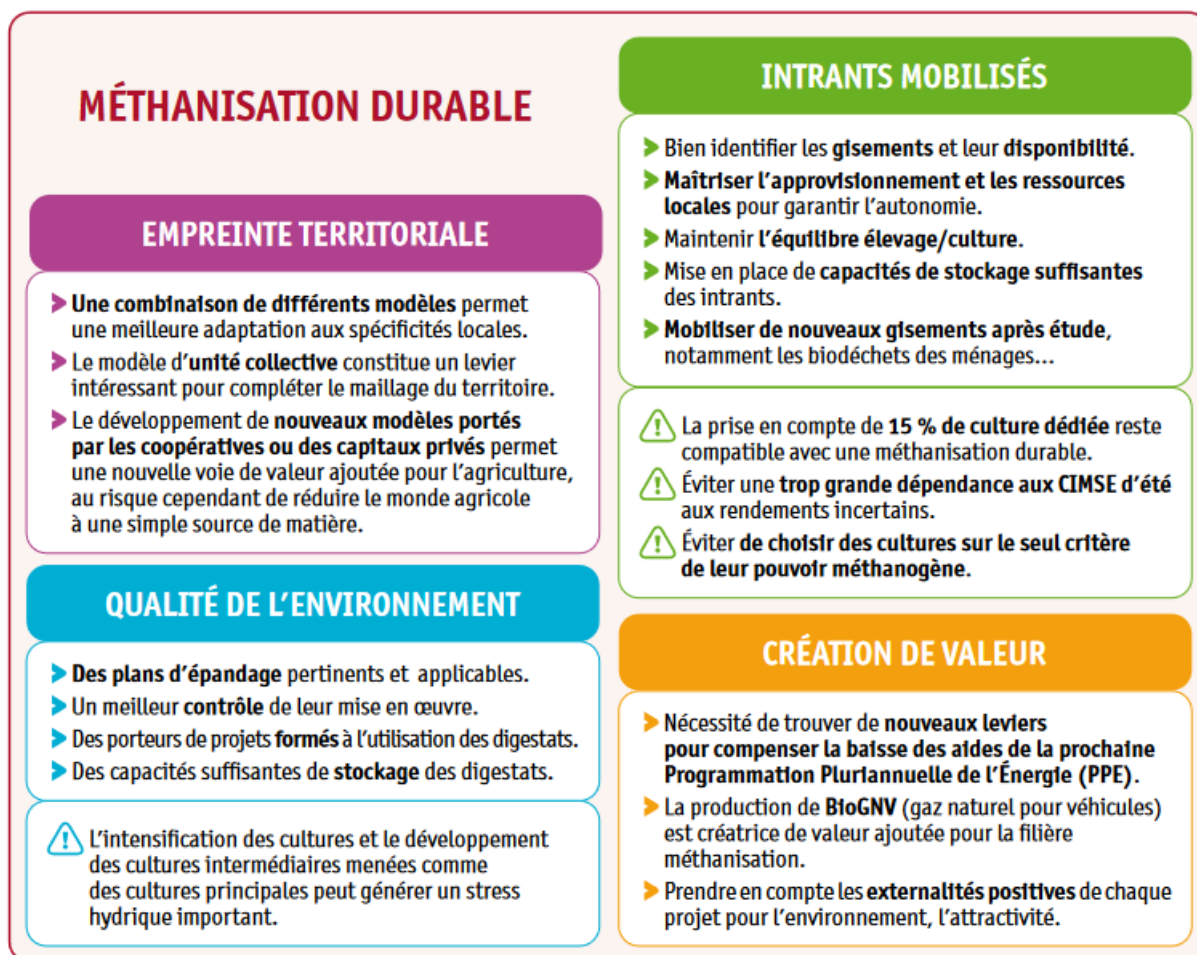 MÉTHANISATION DURABLE
EMPREINTE TERRITORIALE
> Une combinaison de différents modèles permet
une meilleure adaptation aux spécificités locales.
> Le modèle d'unité collective constitue un levier
intéressant pour compléter le maillage du territoire.
> Le développement de nouveaux modèles portés
par les coopératives ou des capitaux privés permet
une nouvelle voie de valeur ajoutée pour l'agriculture,
au risque cependant de réduire le monde agricole
à une simple source de matière.
QUALITÉ DE L'ENVIRONNEMENT
> Des plans d'épandage pertinents et applicables.
> Un meilleur contrôle de leur mise en œuvre.
> Des porteurs de projets formés à l'utilisation des digestats.
> Des capacités suffisantes de stockage des digestats.
! L'intensification des cultures et le développement
des cultures intermédiaires menées comme
des cultures principales peut générer un stress
hydrique important.
INTRANTS MOBILISÉS
> Bien identifier les gisements et leur disponibilité.
> Maîtriser l'approvisionnement et les ressources
locales pour garantir l'autonomie.
> Maintenir l'équilibre élevage/culture.
> Mise en place de capacités de stockage suffisantes
des intrants.
> Mobiliser de nouveaux gisements après étude,
notamment les biodéchets des ménages...
! La prise en compte de 15 % de culture dédiée reste
compatible avec une méthanisation durable.
! Éviter une trop grande dépendance aux CIMSE d'été
aux rendements incertains.
! Éviter de choisir des cultures sur le seul critère
de leur pouvoir méthanogène.
CRÉATION DE VALEUR
> Nécessité de trouver de nouveaux leviers
pour compenser la baisse des aides de la prochaine
Programmation Pluriannuelle de l'Énergie (PPE).
> La production de BioGNV (gaz naturel pour véhicules)
est créatrice de valeur ajoutée pour la filière
méthanisation.
> Prendre en compte les externalités positives de chaque
projet pour l'environnement, l'attractivité.